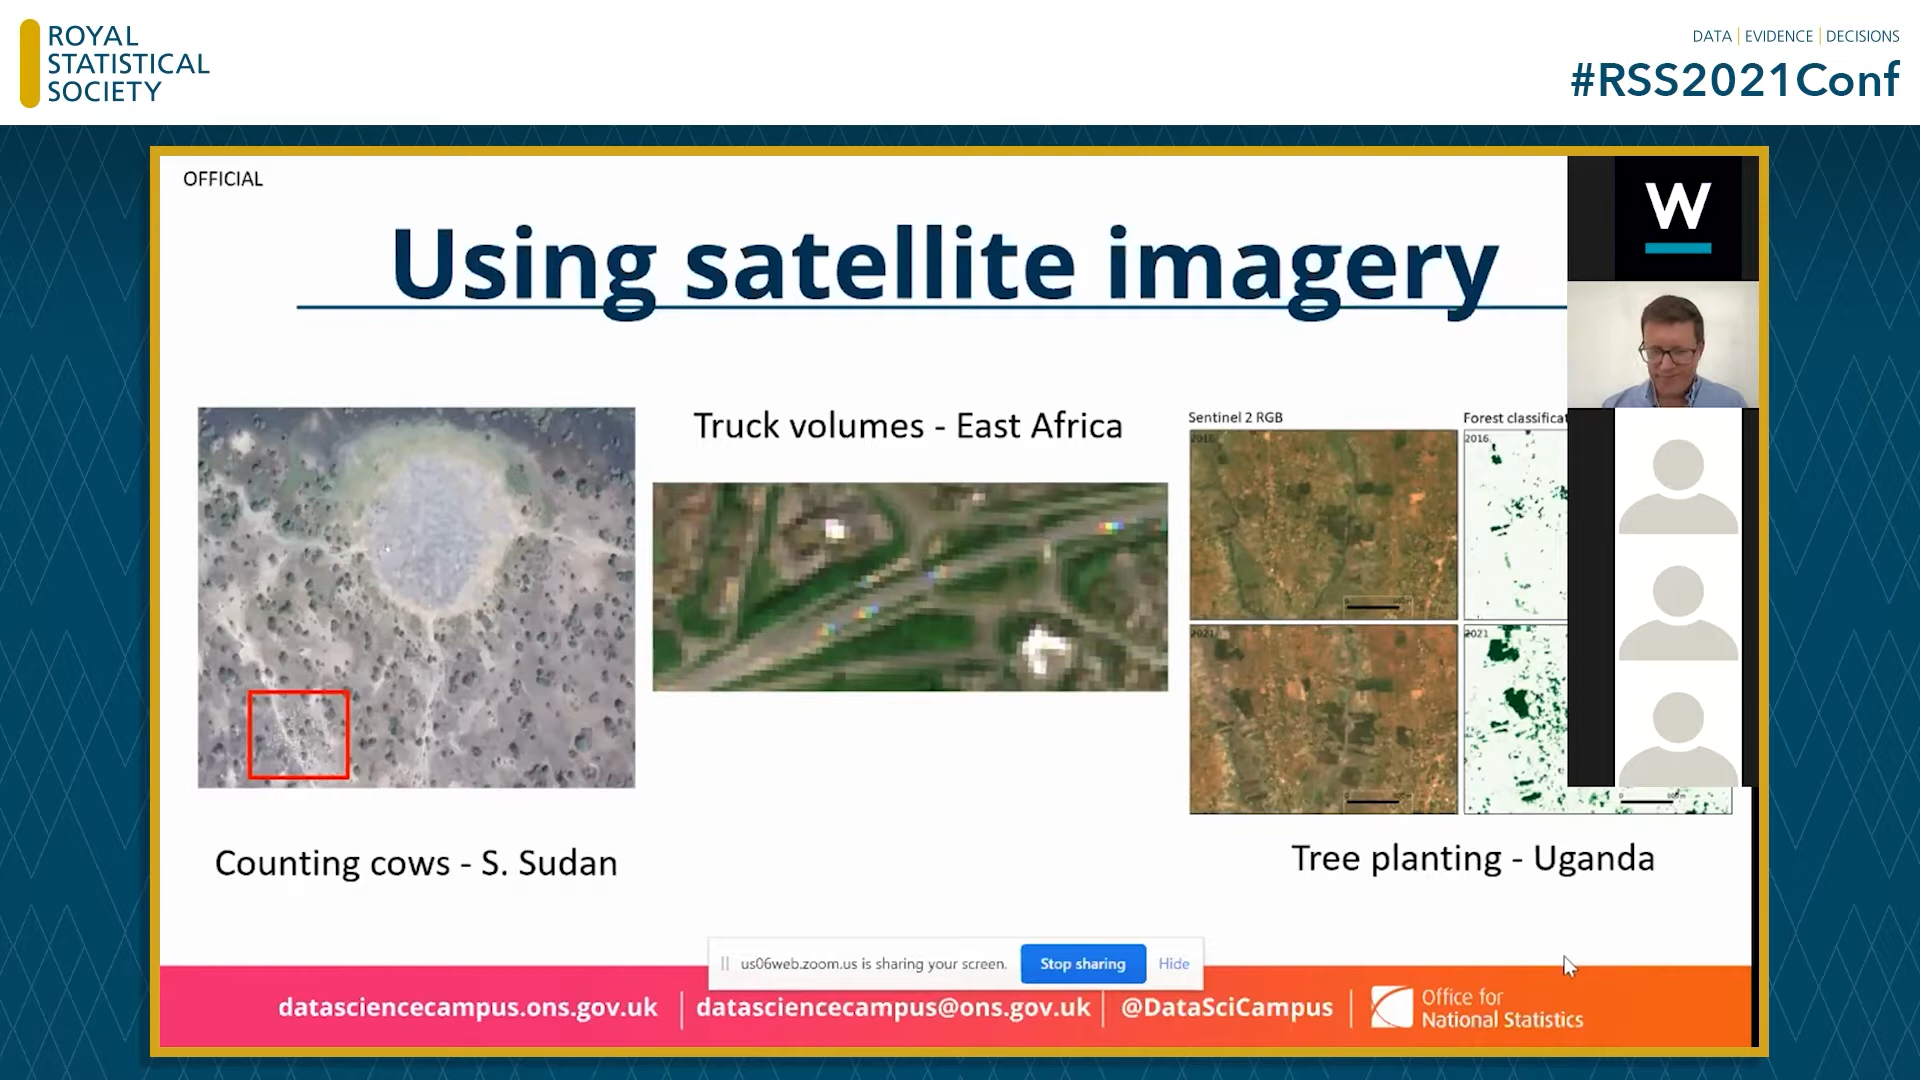 ROYAL
STATISTICAL
SOCIETY
DATA | EVIDENCE | DECISIONS
#RSS2021Conf
OFFICIAL
W
Using satellite imagery
Truck volumes - East Africa
Sentinel 2 RGB
Forest classificat
2016
2016
2021
2021
Counting cows - S. Sudan
Tree planting - Uganda
us06web.zoom.us is sharing your screen.
Stop sharing
Hide
datasciencecampus.ons.gov.uk | datasciencecampus@ons.gov.uk | @DataSciCampus |
Office for
National Statistics